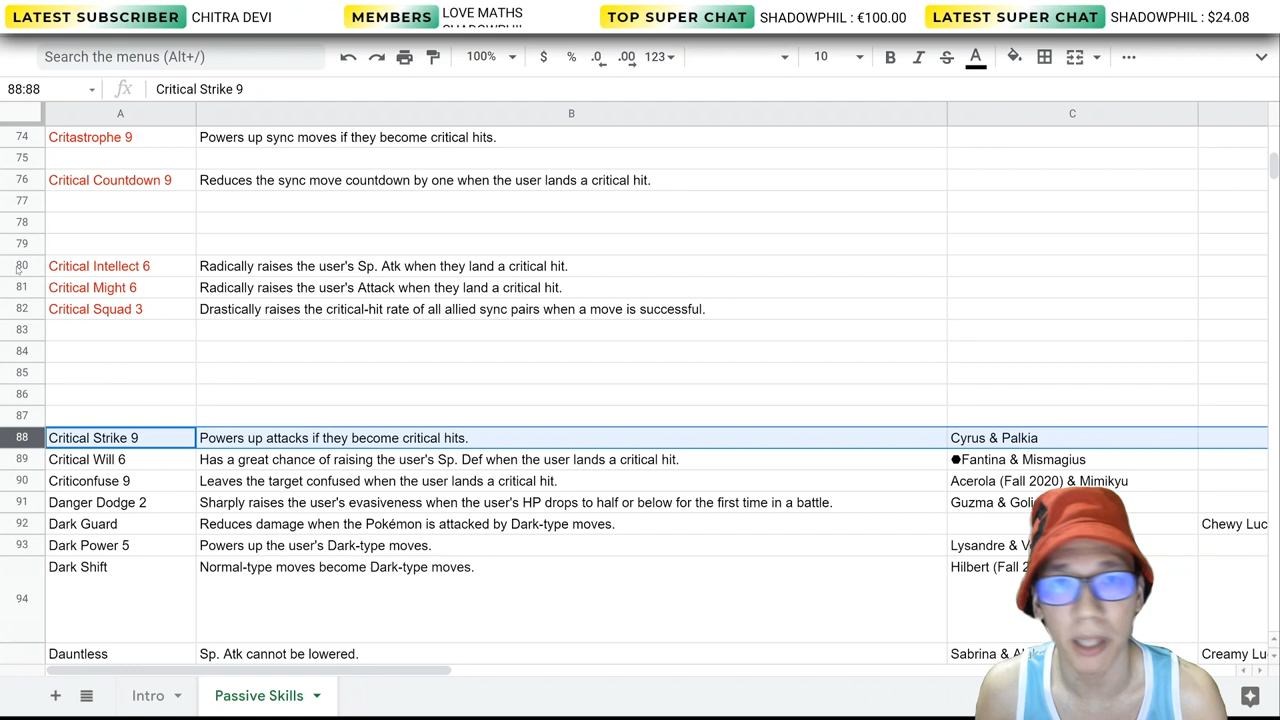 LATEST SUBSCRIBER CHITRA DEVI
MEMBERS LOVE MATHS
TOP SUPER CHAT SHADOWPHIL : €100.00
LATEST SUPER CHAT SHADOWPHIL : $24.08
Search the menus (Alt+/) 100% $ % .0 .00 123 10 B I S A
88:88 fx Critical Strike 9
A B C
74 Critastrophe 9 Powers up sync moves if they become critical hits.
75
76 Critical Countdown 9 Reduces the sync move countdown by one when the user lands a critical hit.
77
78
79
80 Critical Intellect 6 Radically raises the user's Sp. Atk when they land a critical hit.
81 Critical Might 6 Radically raises the user's Attack when they land a critical hit.
82 Critical Squad 3 Drastically raises the critical-hit rate of all allied sync pairs when a move is successful.
83
84
85
86
87
88 Critical Strike 9 Powers up attacks if they become critical hits. Cyrus & Palkia
89 Critical Will 6 Has a great chance of raising the user's Sp. Def when the user lands a critical hit. Fantina & Mismagius
90 Criticonfuse 9 Leaves the target confused when the user lands a critical hit. Acerola (Fall 2020) & Mimikyu
91 Danger Dodge 2 Sharply raises the user's evasiveness when the user's HP drops to half or below for the first time in a battle. Guzma &
92 Dark Guard Reduces damage when the Pokémon is attacked by Dark-type moves. Chewy
93 Dark Power 5 Powers up the user's Dark-type moves. Lysandre &
94 Dark Shift Normal-type moves become Dark-type moves. Hilbert (Fall
Dauntless Sp. Atk cannot be lowered. Sabrina & Creamy
Intro Passive Skills